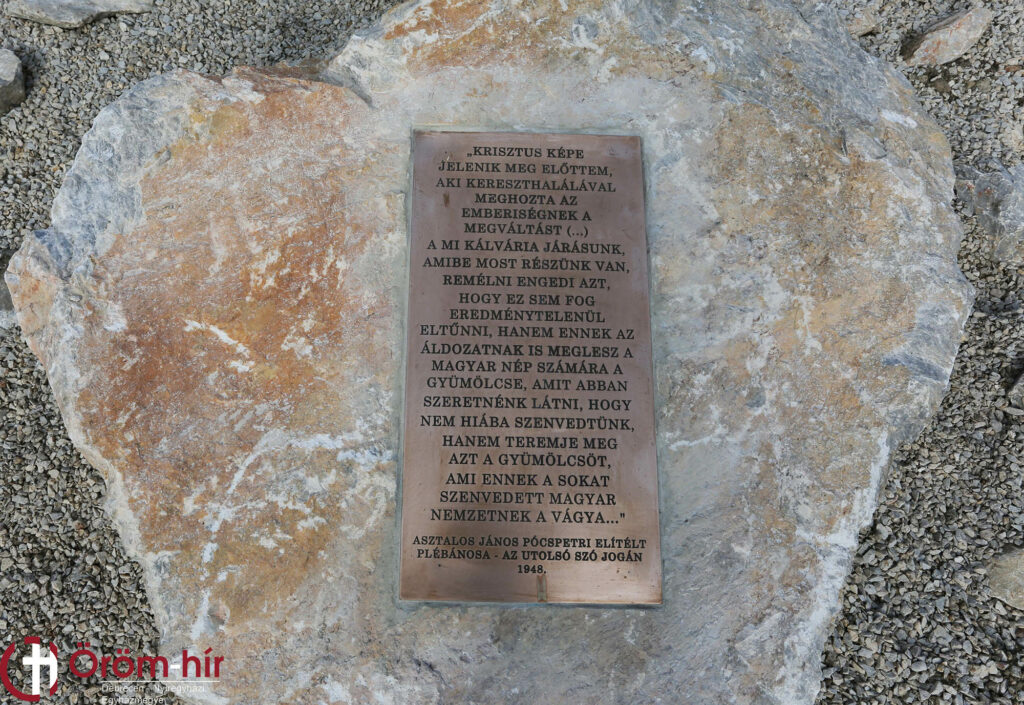 „KRISZTUS KÉPE
JELENIK MEG ELŐTTEM,
AKI KERESZTHALÁLÁVAL
MEGHOZTA AZ
EMBERISÉGNEK A
MEGVÁLTÁST (...)
A MI KÁLVÁRIA JÁRÁSUNK,
AMIBE MOST RÉSZÜNK VAN,
REMÉLNI ENGEDI AZT,
HOGY EZ SEM FOG
EREDMÉNYTELENÜL
ELTŰNNI, HANEM ENNEK AZ
ÁLDOZATNAK IS MEGLESZ A
MAGYAR NÉP SZÁMÁRA A
GYÜMÖLCSE, AMIT ABBAN
SZERETNÉNK LÁTNI, HOGY
NEM HIÁBA SZENVEDTÜNK,
HANEM TEREMJE MEG
AZT A GYÜMÖLCSÖT,
AMI ENNEK A SOKAT
SZENVEDETT MAGYAR
NEMZETNEK A VÁGYA..."
ASZTALOS JÁNOS PÓCSPETRI ELÍTÉLT
PLÉBÁNOSA - AZ UTOLSÓ SZÓ JOGÁN
1948.
Öröm-hír
Debrecen - Nyíregyházi
Egyházmegye